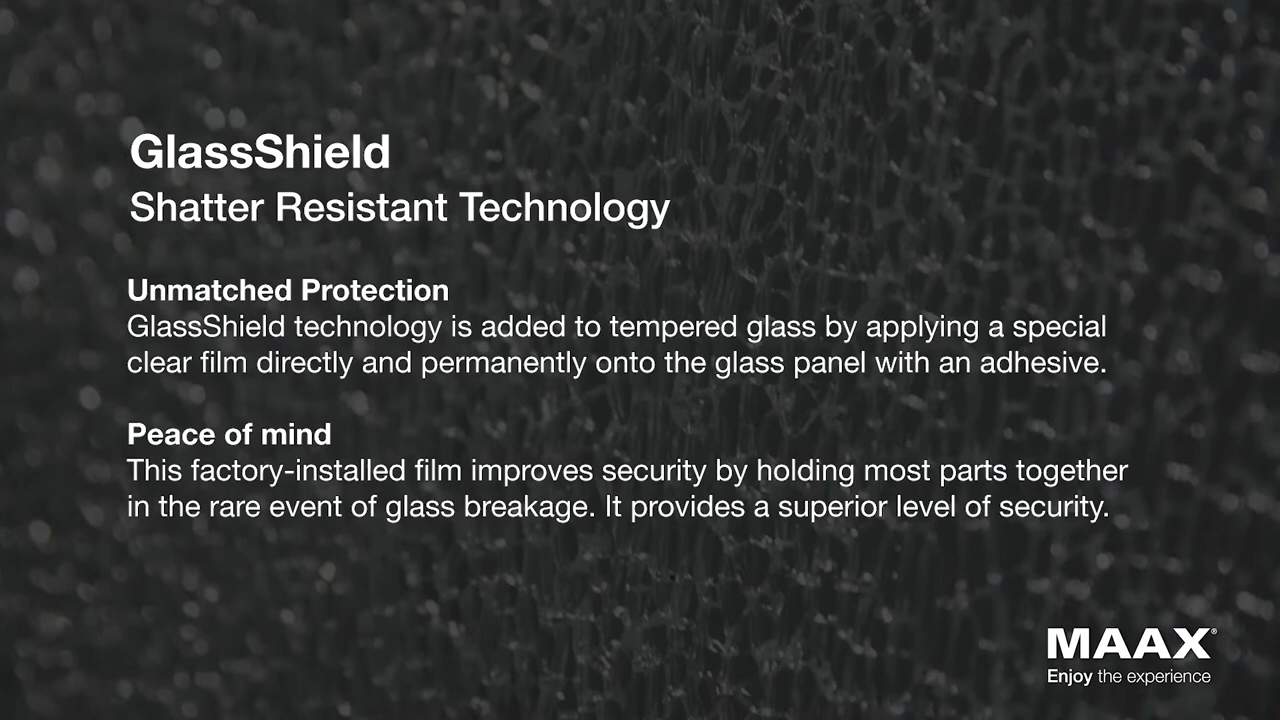 GlassShield
Shatter Resistant Technology
Unmatched Protection
GlassShield technology is added to tempered glass by applying a special
clear film directly and permanently onto the glass panel with an adhesive.
Peace of mind
This factory-installed film improves security by holding most parts together
in the rare event of glass breakage. It provides a superior level of security.
MAAX®
Enjoy the experience